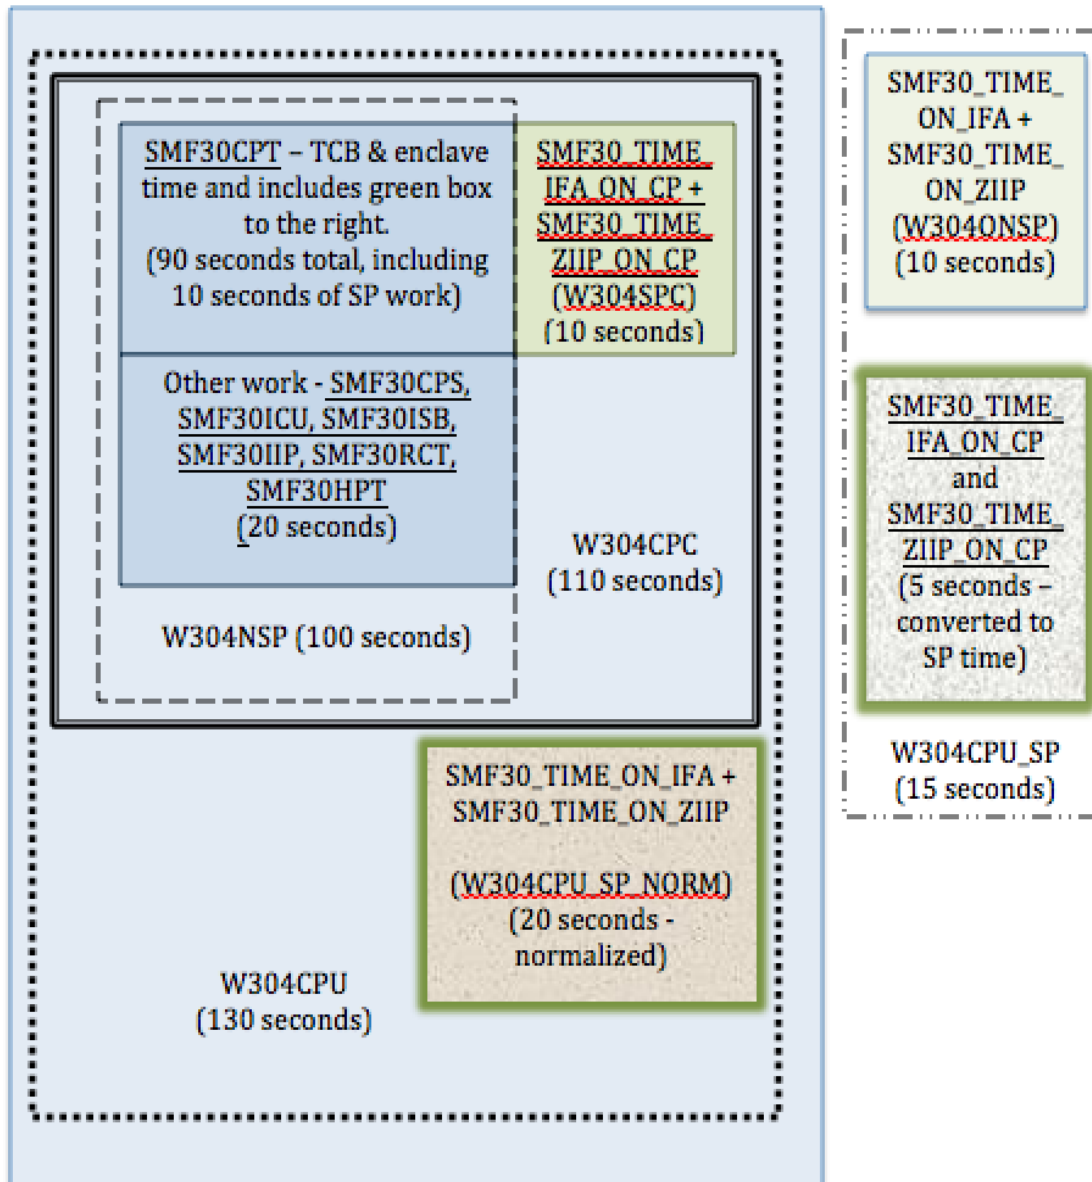 SMF30CPT – TCB & enclave
time and includes green box
to the right.
(90 seconds total, including
10 seconds of SP work)
SMF30_TIME_
IFA_ON_CP +
SMF30_TIME_
ZIIP_ON_CP
(W304SPC)
(10 seconds)
Other work - SMF30CPS,
SMF30ICU, SMF30ISB,
SMF30IIP, SMF30RCT,
SMF30HPT
(20 seconds)
W304CPC
(110 seconds)
W304NSP (100 seconds)
SMF30_TIME_ON_IFA +
SMF30_TIME_ON_ZIIP
(W304CPU_SP_NORM)
(20 seconds -
normalized)
W304CPU
(130 seconds)
SMF30_TIME_
ON_IFA +
SMF30_TIME_
ON_ZIIP
(W304ONSP)
(10 seconds)
SMF30_TIME_
IFA_ON_CP
and
SMF30_TIME_
ZIIP_ON_CP
(5 seconds –
converted to
SP time)
W304CPU_SP
(15 seconds)